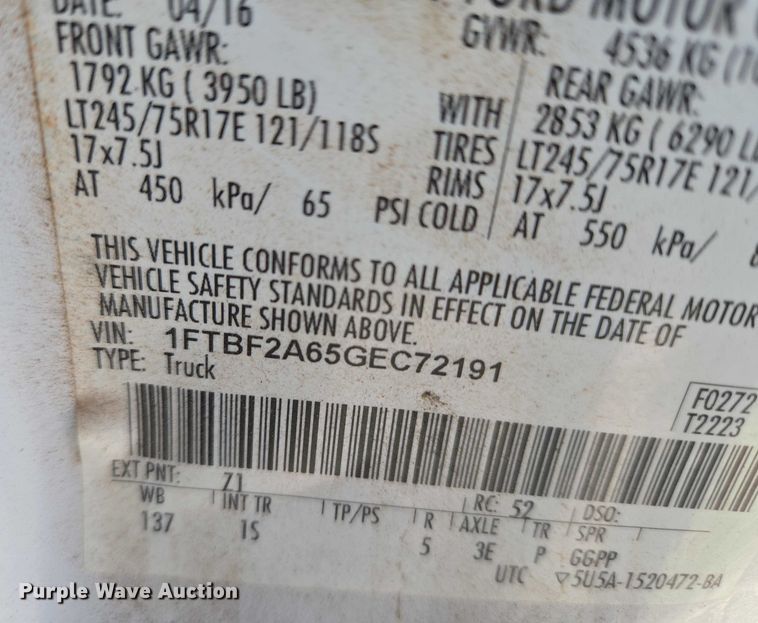 DATE: 04/16 FORD MOTOR
FRONT GAWR: GVWR: 4536 KG
1792 KG ( 3950 LB) REAR GAWR:
LT245/75R17E 121/118S WITH 2853 KG ( 6290
17x7.5J TIRES LT245/75R17E 121/
AT 450 kPa/ 65 PSI COLD RIMS 17x7.5J
AT 550 kPa/
THIS VEHICLE CONFORMS TO ALL APPLICABLE FEDERAL MOTOR
VEHICLE SAFETY STANDARDS IN EFFECT ON THE DATE OF
MANUFACTURE SHOWN ABOVE.
VIN: 1FTBF2A65GEC72191
TYPE: Truck
F0272
T2223
EXT PNT: Z1 RC: 52 DSO:
WB INT TR TP/PS R AXLE TR SPR
137 1S 5 3E P GGPP
UTC ▽5U5A-1520472-BA
Purple Wave Auction